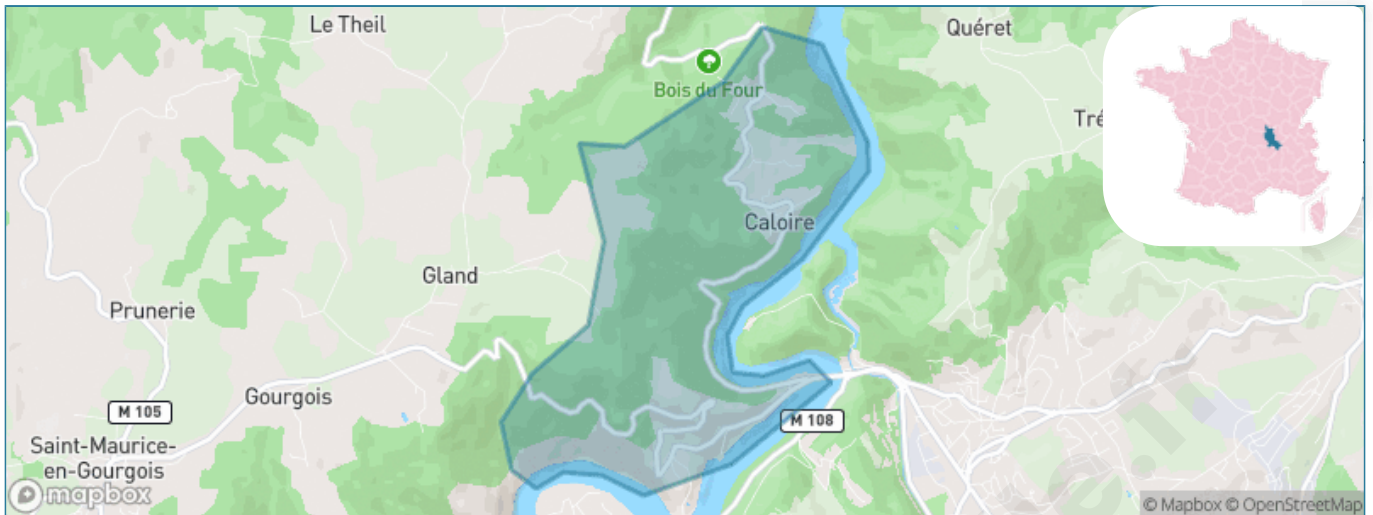 Le Theil
Quéret
Bois du Four
Tré
Caloire
Gland
Prunerie
Gourgois
M 105
M 108
Saint-Maurice-
en-Gourgois
mapbox
© Mapbox © OpenStreetMap